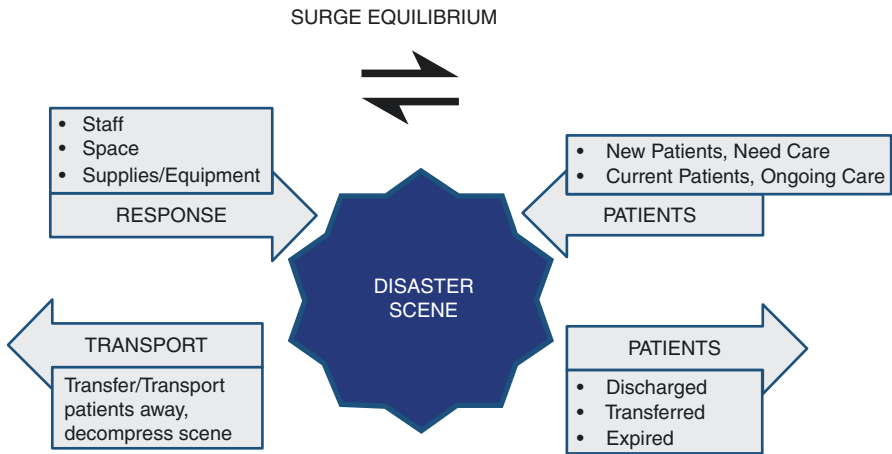 SURGE EQUILIBRIUM
• Staff
• Space
• Supplies/Equipment
RESPONSE
• New Patients, Need Care
• Current Patients, Ongoing Care
PATIENTS
DISASTER
SCENE
TRANSPORT
Transfer/Transport
patients away,
decompress scene
PATIENTS
• Discharged
• Transferred
• Expired